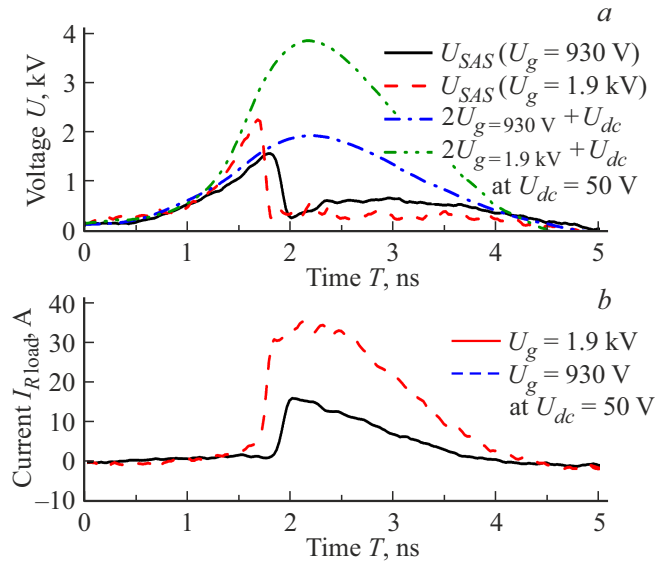 a
4
3
2
1
0
Voltage U, kV
U_SAS (U_g = 930 V)
U_SAS (U_g = 1.9 kV)
2U_g=930 V + U_dc
2U_g=1.9 kV + U_dc
at U_dc = 50 V
0 1 2 3 4 5
Time T, ns
b
40
30
20
10
0
–10
Current I_R load, A
U_g = 1.9 kV
U_g = 930 V
at U_dc = 50 V
0 1 2 3 4 5
Time T, ns